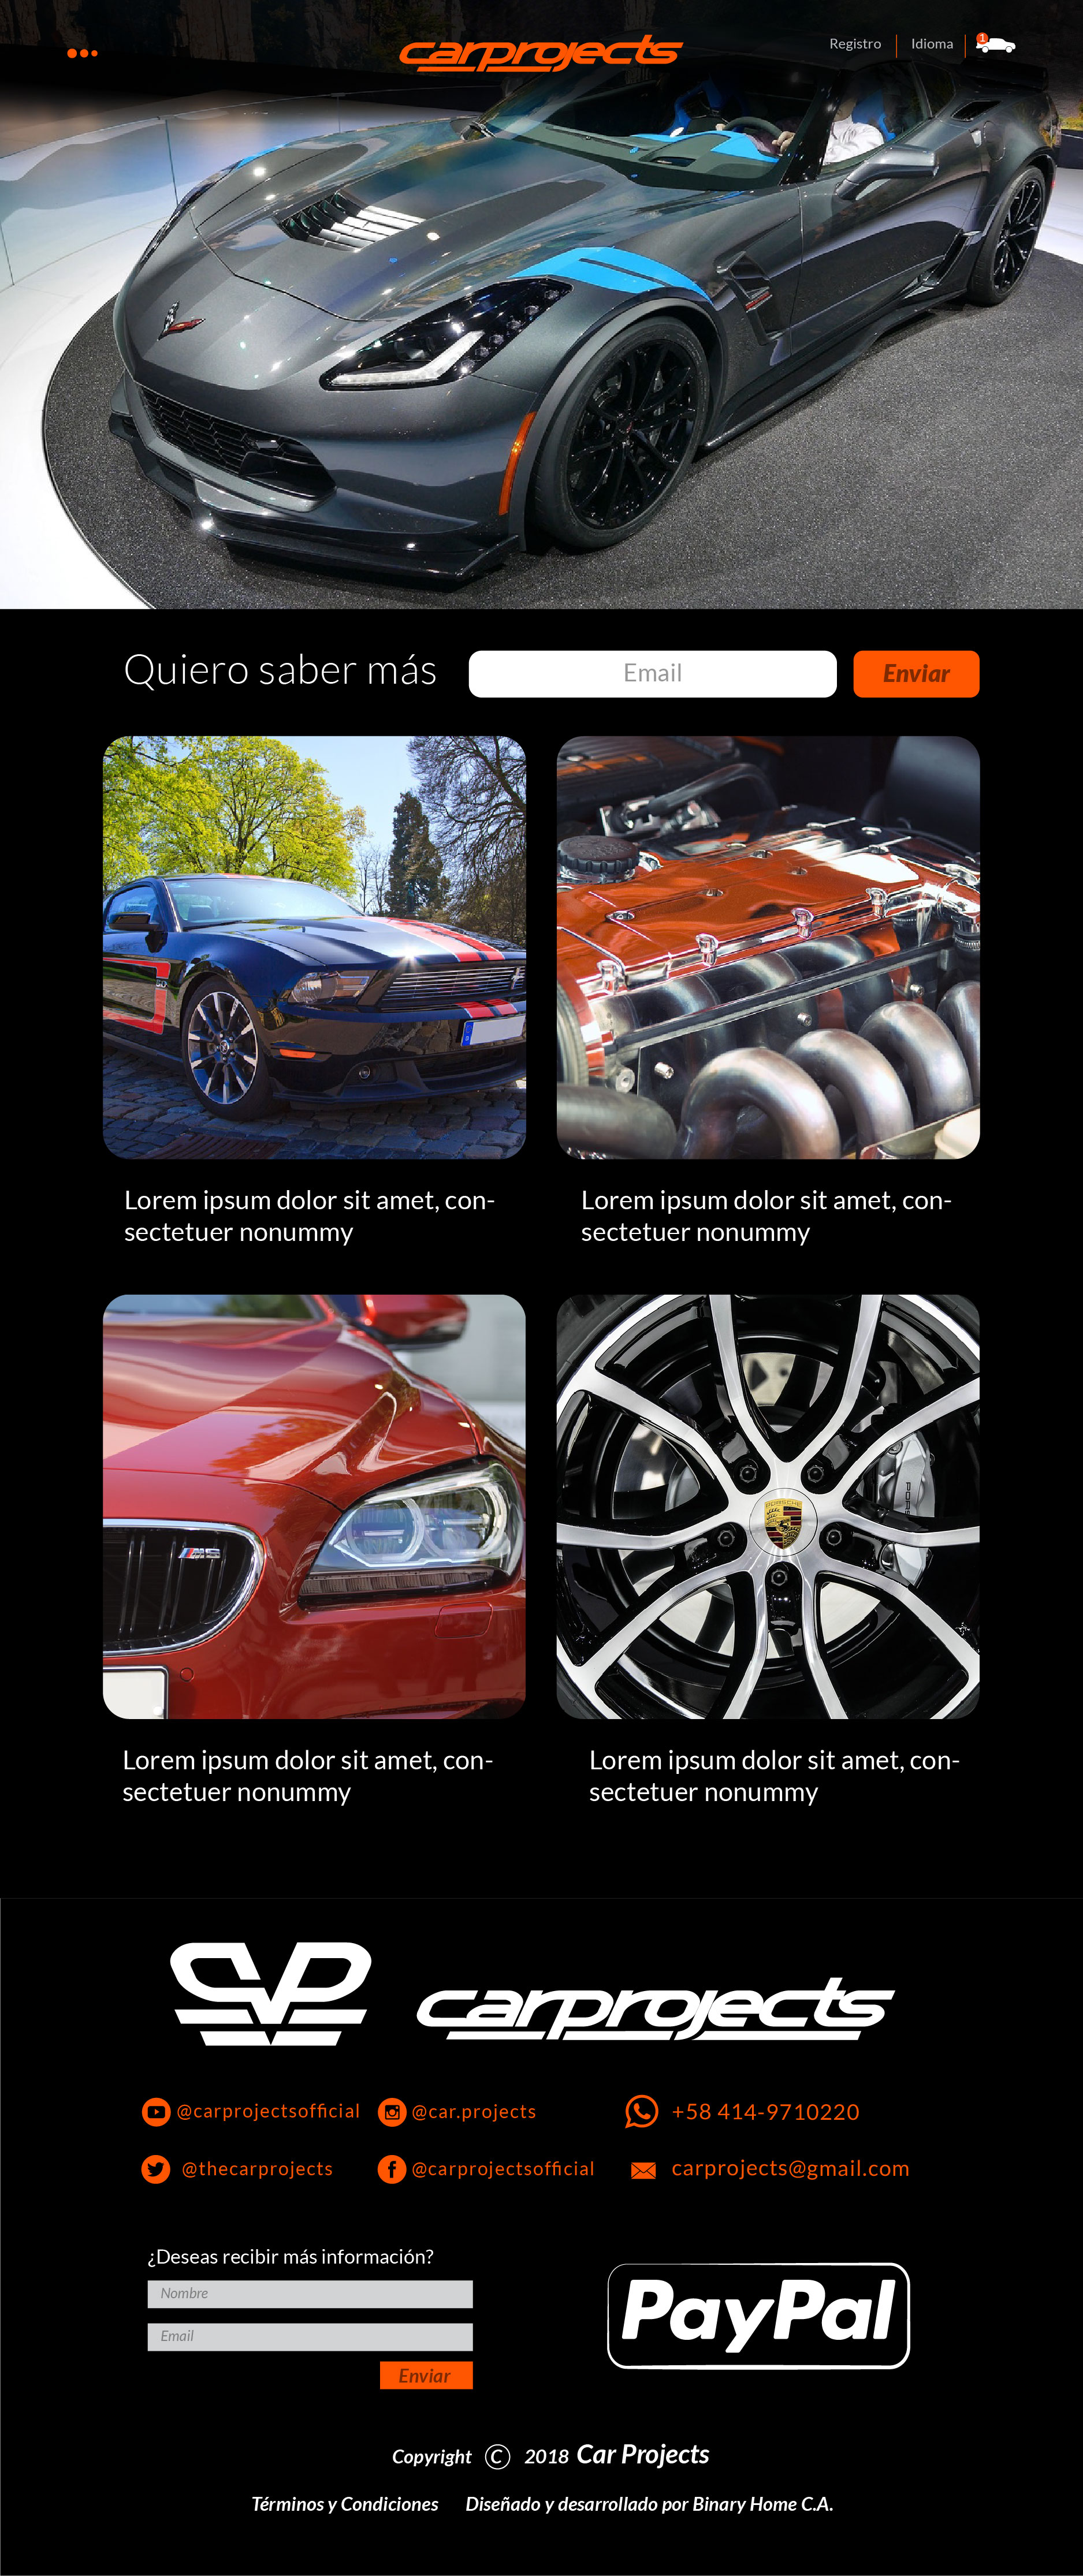 carprojects
Registro
Idioma
1
Quiero saber más
Email
Enviar
Lorem ipsum dolor sit amet, con-
sectetuer nonummy
Lorem ipsum dolor sit amet, con-
sectetuer nonummy
PORSCHE
Lorem ipsum dolor sit amet, con-
sectetuer nonummy
Lorem ipsum dolor sit amet, con-
sectetuer nonummy
carprojects
@carprojectsofficial
@car.projects
+58 414-9710220
@thecarprojects
@carprojectsofficial
carprojects@gmail.com
¿Deseas recibir más información?
Nombre
Email
Enviar
PayPal
Copyright © 2018 Car Projects
Términos y Condiciones
Diseñado y desarrollado por Binary Home C.A.